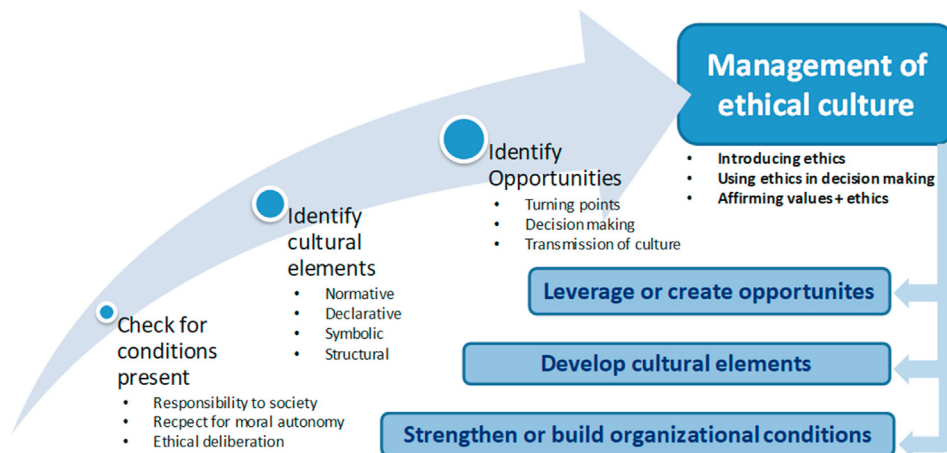 Management of
ethical culture
• Introducing ethics
• Using ethics in decision making
• Affirming values+ ethics
Identify
Opportunities
• Turning points
• Decision making
• Transmission of culture
Identify
cultural
elements
• Normative
• Declarative
• Symbolic
• Structural
Check for
conditions
present
• Responsibility to society
• Recpect for moral autonomy
• Ethical deliberation
Leverage or create opportunites
Develop cultural elements
Strengthen or build organizational conditions